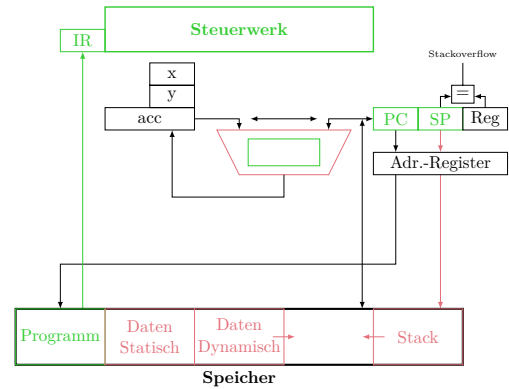 Steuerwerk
IR
Stackoverflow
x
y
=
acc
PC
SP
Reg
Adr.-Register
Programm
Daten
Statisch
Daten
Dynamisch
Stack
Speicher